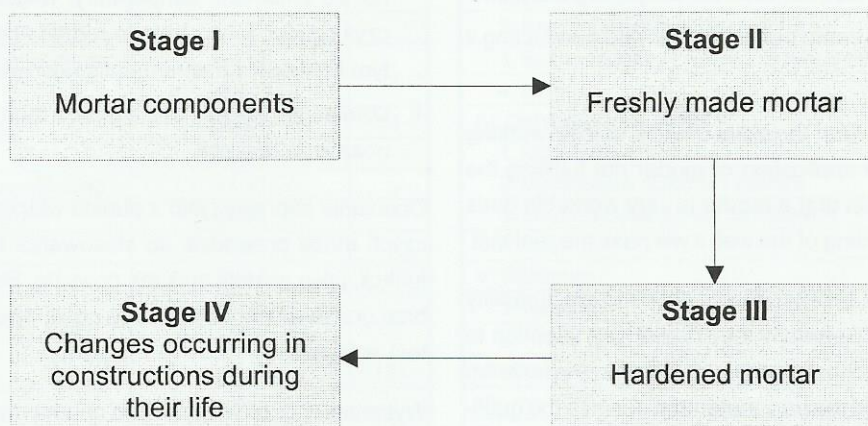 Stage I
Mortar components
Stage II
Freshly made mortar
Stage III
Hardened mortar
Stage IV
Changes occurring in
constructions during
their life